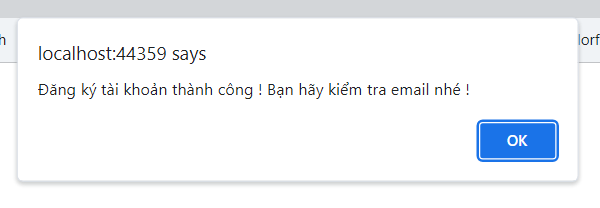 localhost:44359 says
Đăng ký tài khoản thành công ! Bạn hãy kiểm tra email nhé !
OK